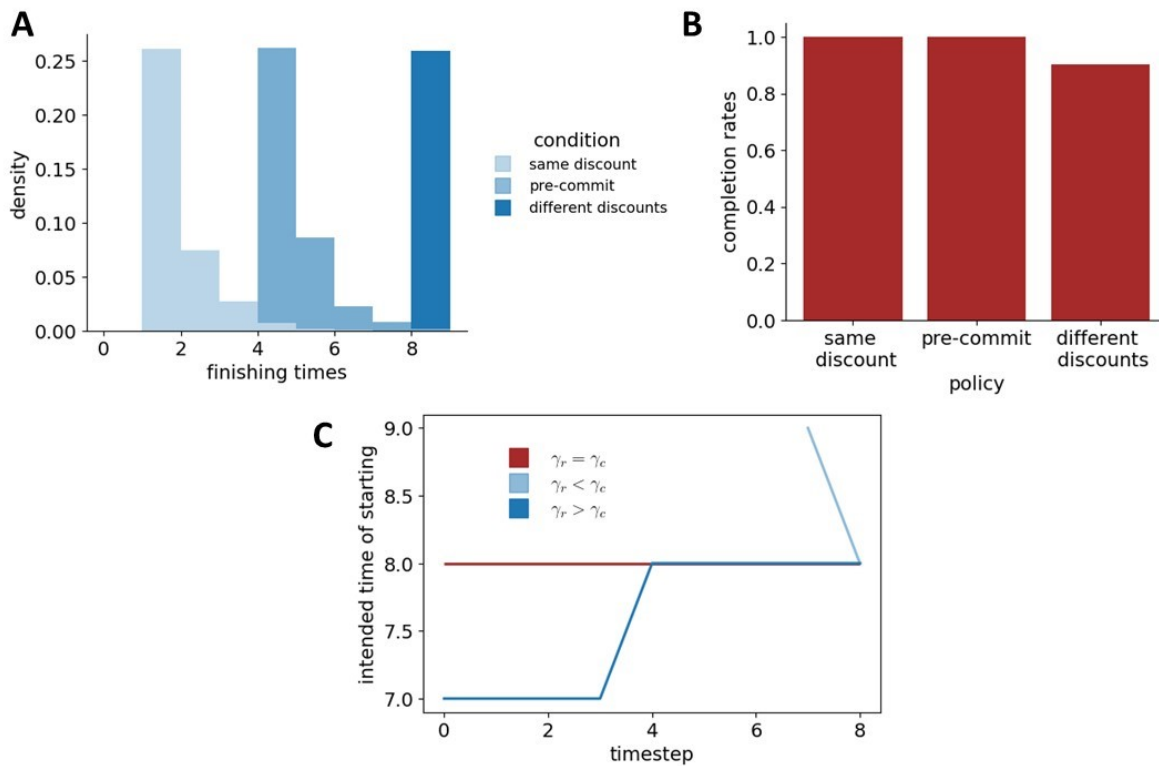 A
density
0.25
0.20
0.15
0.10
0.05
0.00
0 2 4 6 8
finishing times
condition
same discount
pre-commit
different discounts
B
completion rates
1.0
0.8
0.6
0.4
0.2
0.0
same
discount
pre-commit
different
discounts
policy
C
intended time of starting
9.0
8.5
8.0
7.5
7.0
γr = γc
γr < γc
γr > γc
0 2 4 6 8
timestep